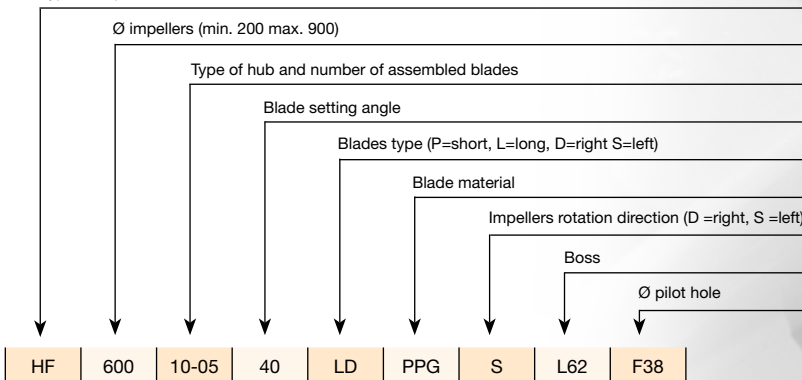 Ø impellers (min. 200 max. 900)
Type of hub and number of assembled blades
Blade setting angle
Blades type (P=short, L=long, D=right S=left)
Blade material
Impellers rotation direction (D =right, S =left)
Boss
Ø pilot hole
HF 600 10-05 40 LD PPG S L62 F38